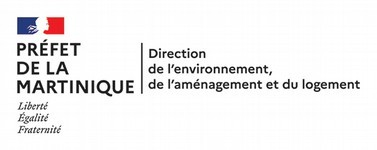 PRÉFET
DE LA
MARTINIQUE
Liberté
Égalité
Fraternité
Direction
de l'environnement,
de l'aménagement et du logement